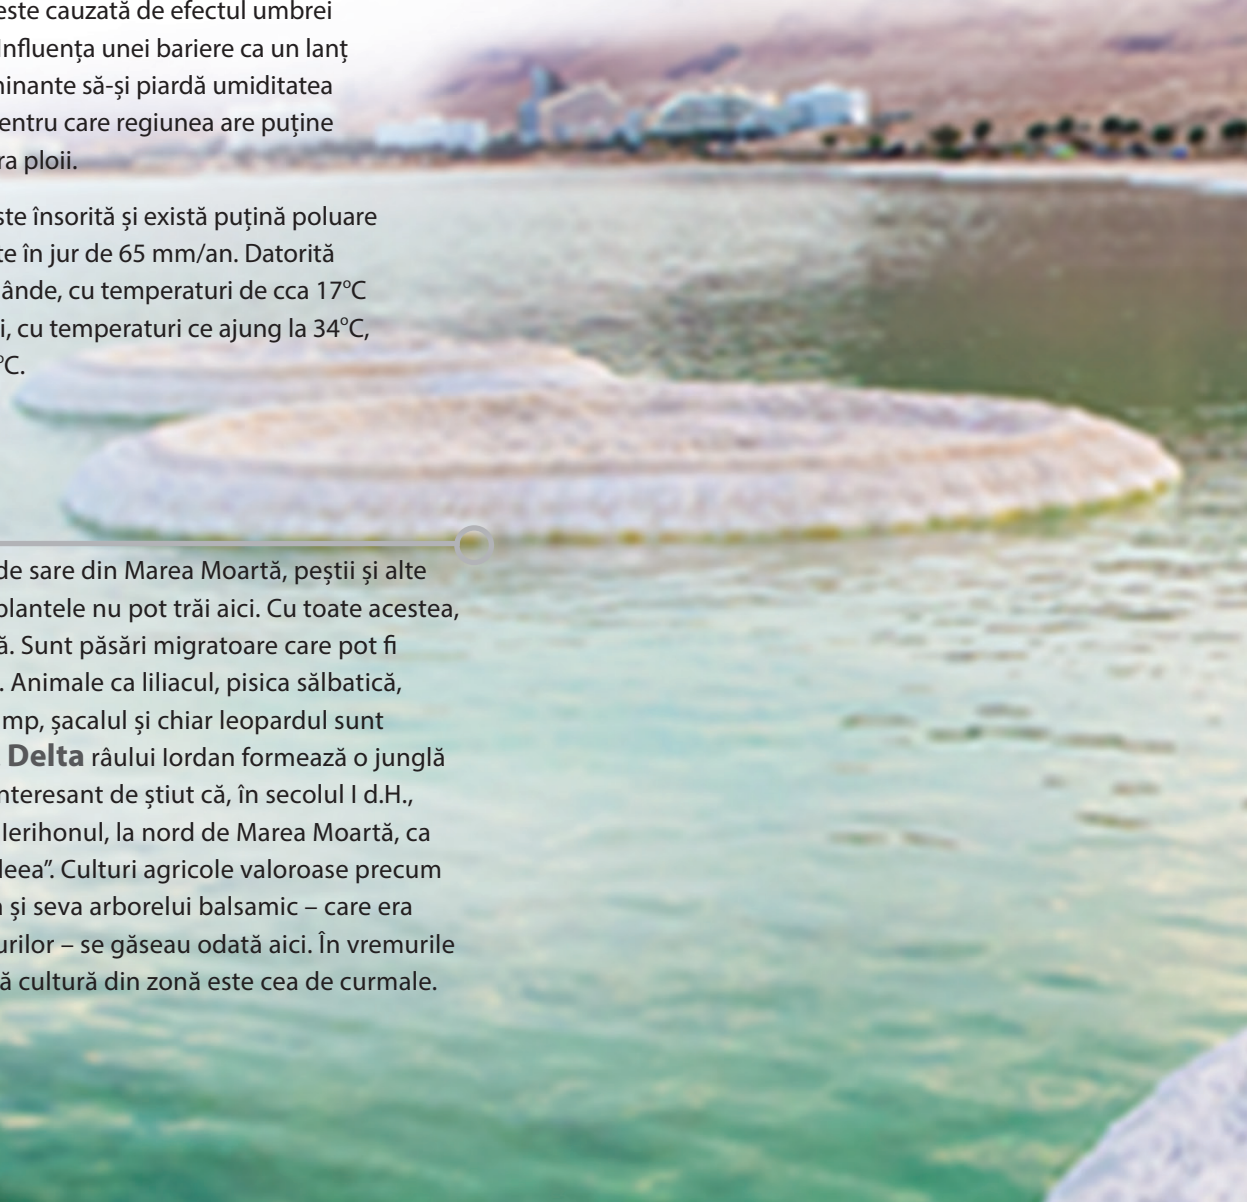 este cauzată de efectul umbrei
Influența unei bariere ca un lanț
minante să-și piardă umiditatea
entru care regiunea are puține
ra ploii.
ste însorită și există puțină poluare
te în jur de 65 mm/an. Datorită
lânde, cu temperaturi de cca 17°C
i, cu temperaturi ce ajung la 34°C,
°C.
de sare din Marea Moartă, peștii și alte
plantele nu pot trăi aici. Cu toate acestea,
ă. Sunt păsări migratoare care pot fi
. Animale ca liliacul, pisica sălbatică,
mp, șacalul și chiar leopardul sunt
Delta râului Iordan formează o junglă
nteresant de știut că, în secolul I d.H.,
Ierihonul, la nord de Marea Moartă, ca
deea”. Culturi agricole valoroase precum
și seva arborelui balsamic – care era
urilor – se găseau odată aici. În vremurile
ă cultură din zonă este cea de curmale.